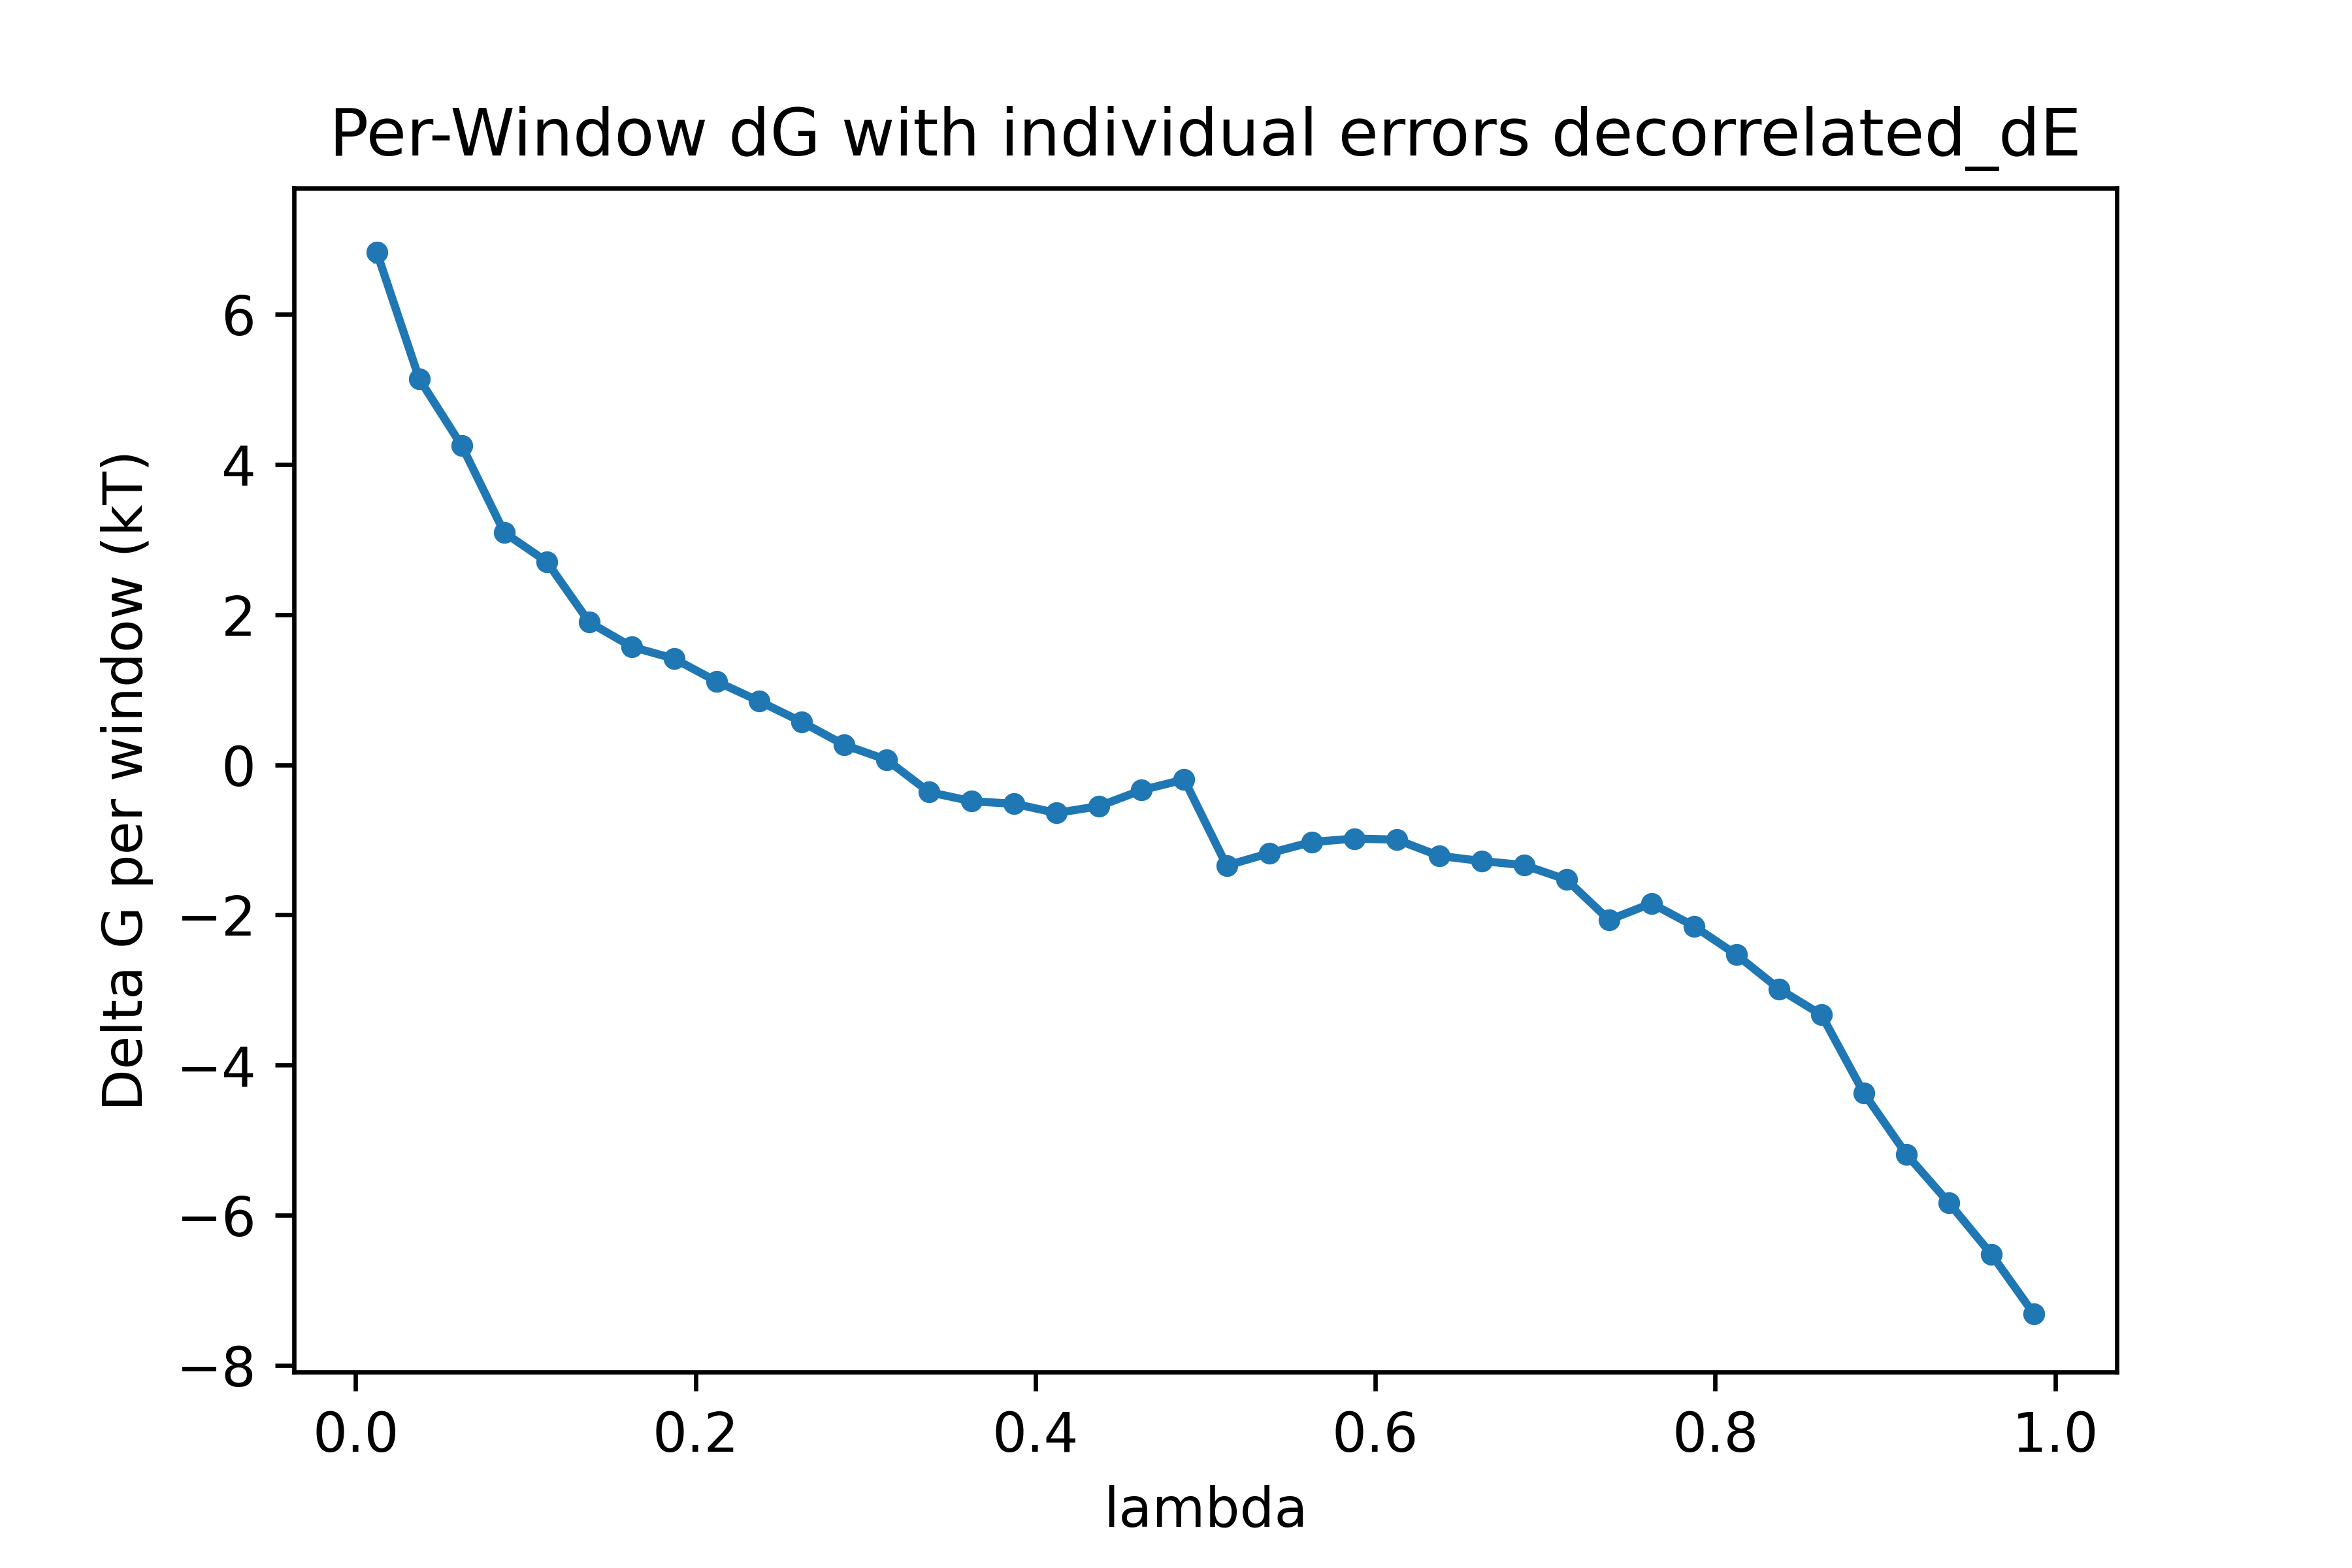 Per-Window dG with individual errors decorrelated_dE
Delta G per window (kT)
6
4
2
0
−2
−4
−6
−8
0.0 0.2 0.4 0.6 0.8 1.0
lambda